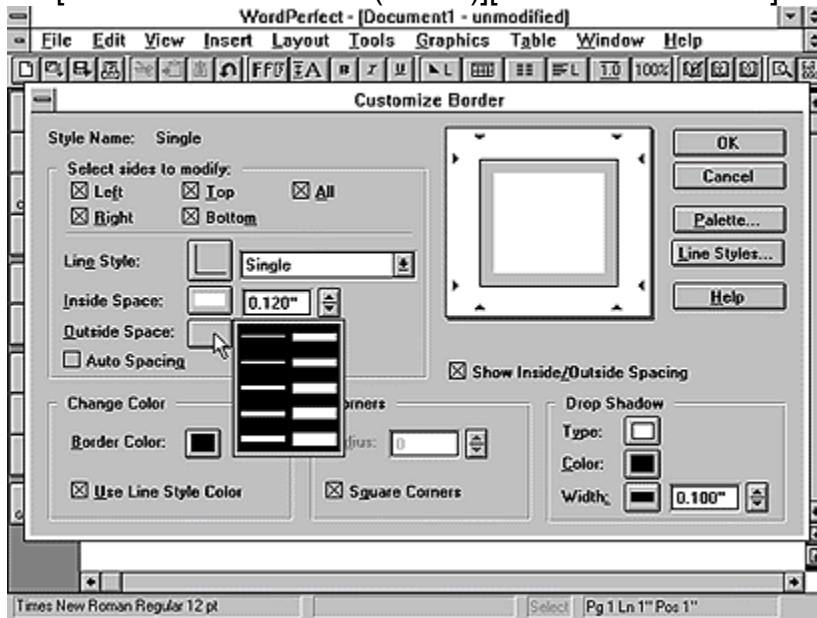 WordPerfect - [Document1 - unmodified]
File Edit View Insert Layout Tools Graphics Table Window Help
100%
Customize Border
Style Name: Single
Select sides to modify:
Left Top All
Right Bottom
Line Style: Single
Inside Space: 0.120"
Outside Space:
Auto Spacing
OK
Cancel
Palette...
Line Styles...
Help
Show Inside/Outside Spacing
Change Color
Border Color:
Use Line Style Color
0
Square Corners
Drop Shadow
Type:
Color:
Width: 0.100"
Times New Roman Regular 12 pt Select Pg 1 Ln 1" Pos 1"